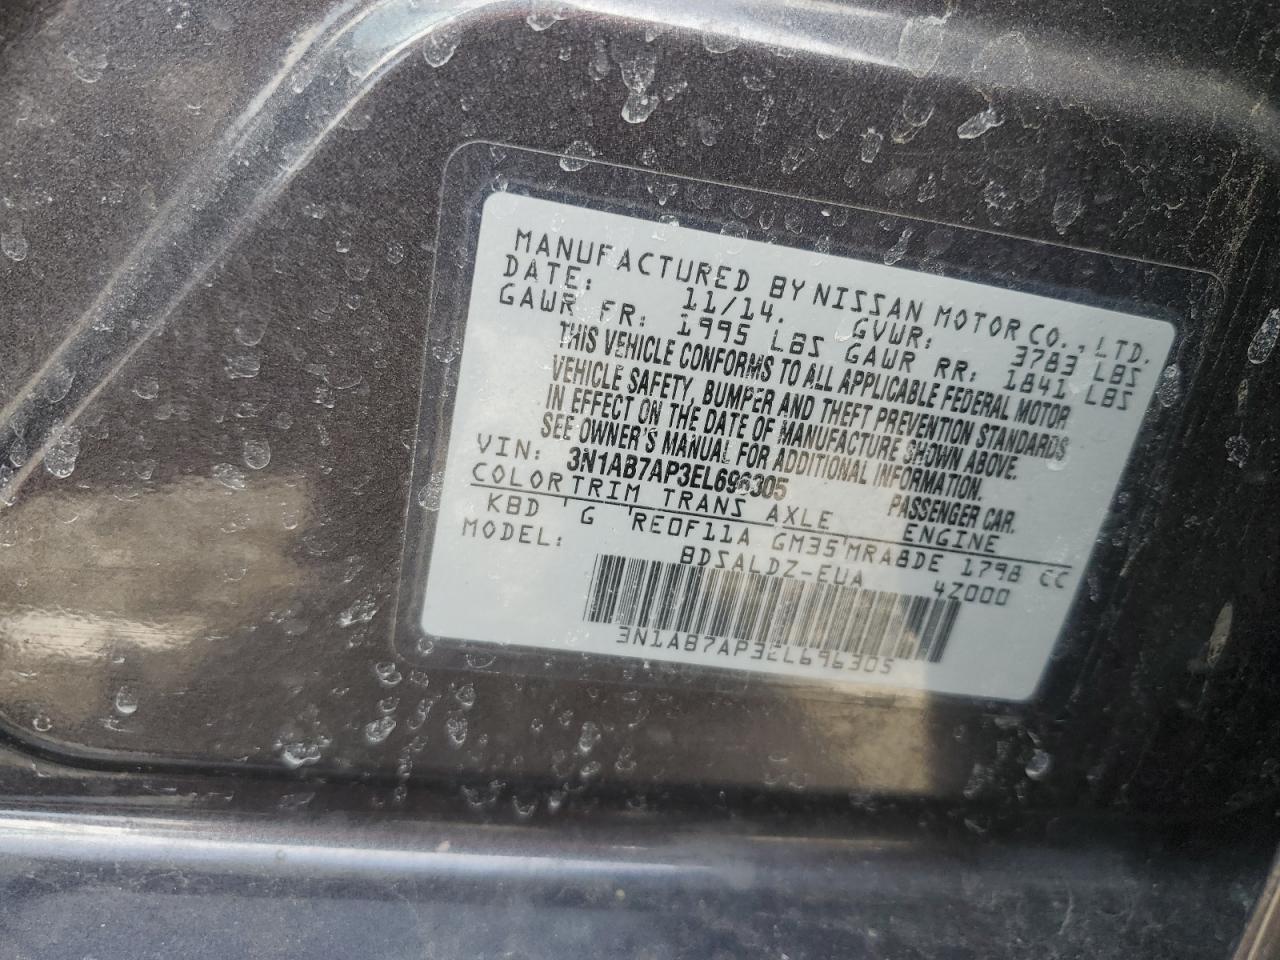 MANUFACTURED BY NISSAN MOTOR CO., LTD.
DATE: 11/14. GVWR: 3783 LBS
GAWR FR: 1995 LBS GAWR RR: 1841 LBS
THIS VEHICLE CONFORMS TO ALL APPLICABLE FEDERAL MOTOR
VEHICLE SAFETY, BUMPER AND THEFT PREVENTION STANDARDS
IN EFFECT ON THE DATE OF MANUFACTURE SHOWN ABOVE.
SEE OWNER'S MANUAL FOR ADDITIONAL INFORMATION.
VIN: 3N1AB7AP3EL696305 PASSENGER CAR.
COLOR TRIM TRANS AXLE ENGINE
KBD G RE0F11A GM35 MRA8DE 1798 CC
MODEL: BDSALDZ-EUA 4Z000
3N1AB7AP3EL696305